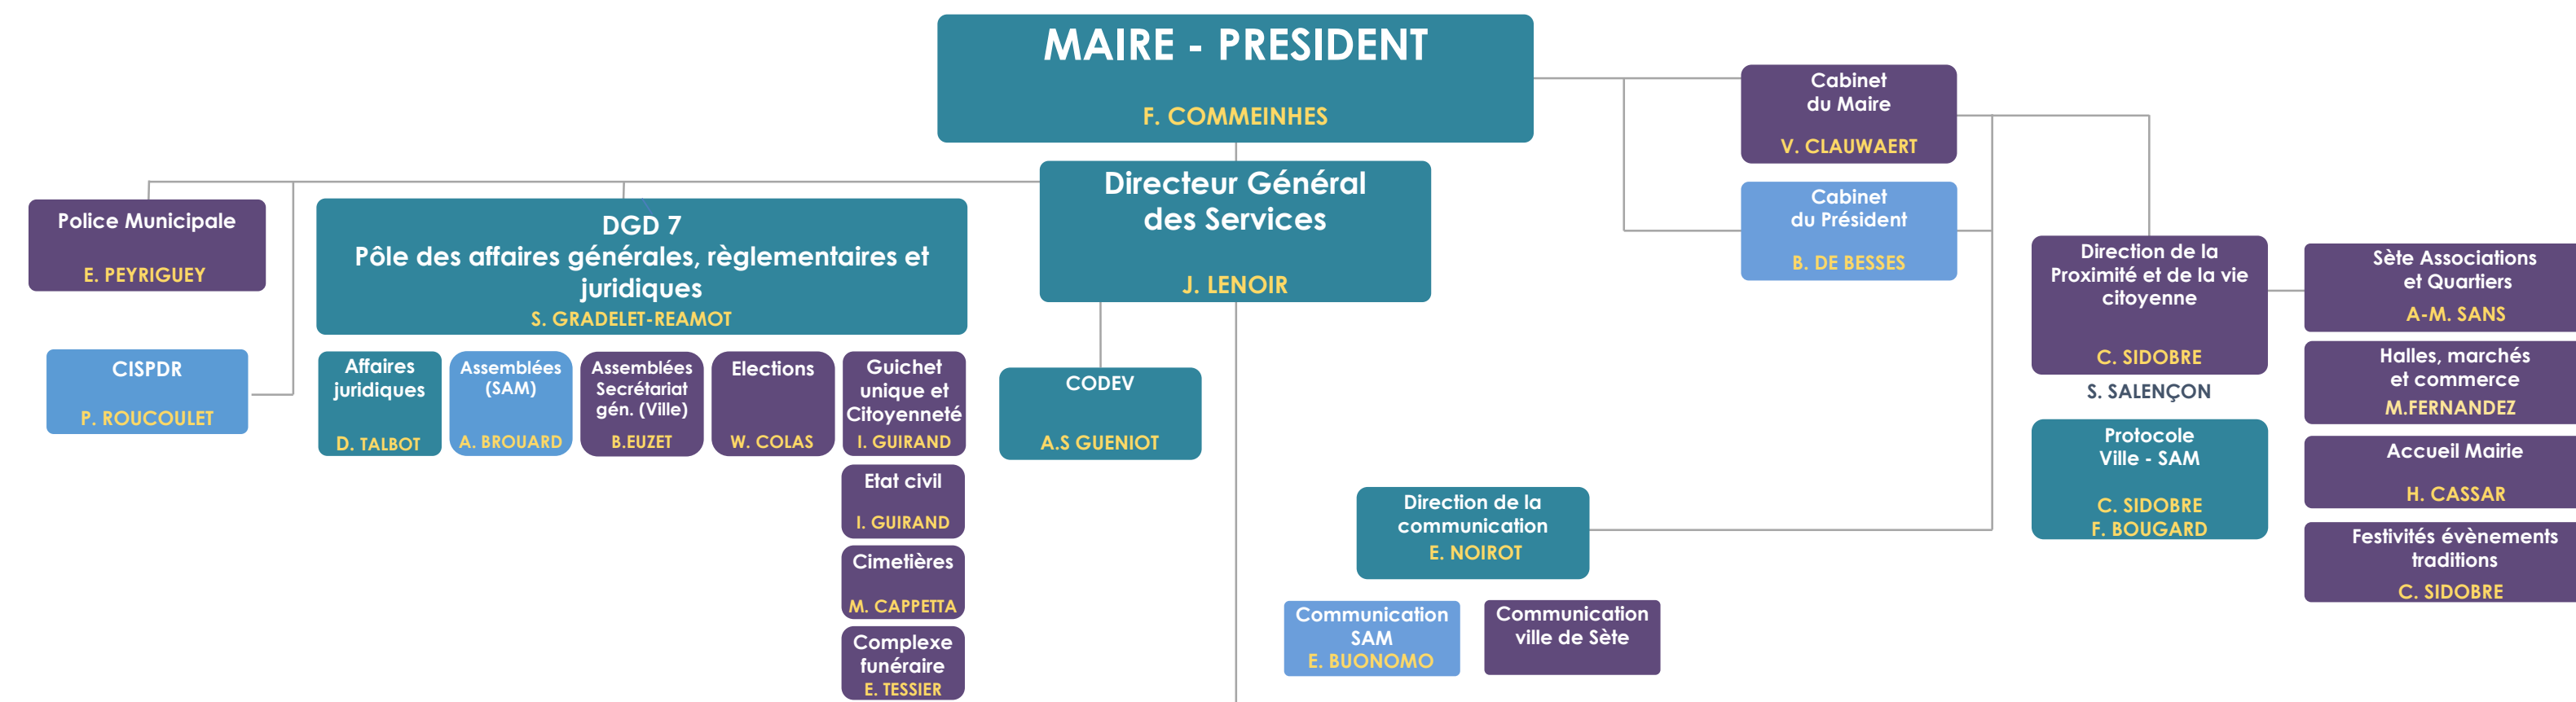 MAIRE - PRESIDENT
F. COMMEINHES
Directeur Général
des Services
J. LENOIR
Cabinet
du Maire
V. CLAUWAERT
Cabinet
du Président
B. DE BESSES
Police Municipale
E. PEYRIGUEY
CISPDR
P. ROUCOULET
DGD 7
Pôle des affaires générales, règlementaires et
juridiques
S. GRADELET-REAMOT
Affaires
juridiques
D. TALBOT
Assemblées
(SAM)
A. BROUARD
Assemblées
Secrétariat
gén. (Ville)
B.EUZET
Elections
W. COLAS
Guichet
unique et
Citoyenneté
I. GUIRAND
Etat civil
I. GUIRAND
Cimetières
M. CAPPETTA
Complexe
funéraire
E. TESSIER
CODEV
A.S GUENIOT
Direction de la
communication
E. NOIROT
Communication
SAM
E. BUONOMO
Communication
ville de Sète
Direction de la
Proximité et de la vie
citoyenne
C. SIDOBRE
S. SALENÇON
Protocole
Ville - SAM
C. SIDOBRE
F. BOUGARD
Sète Associations
et Quartiers
A-M. SANS
Halles, marchés
et commerce
M.FERNANDEZ
Accueil Mairie
H. CASSAR
Festivités évènements
traditions
C. SIDOBRE